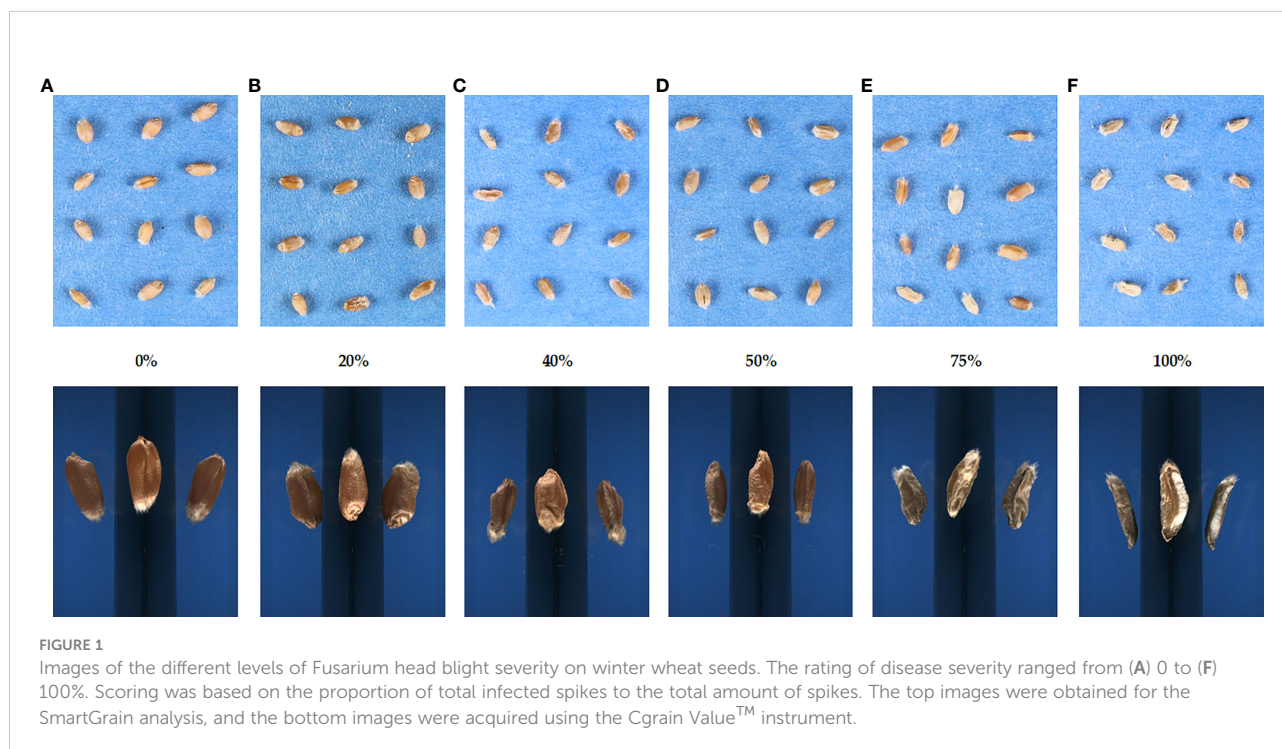 A B C D E F
0% 20% 40% 50% 75% 100%
FIGURE 1
Images of the different levels of Fusarium head blight severity on winter wheat seeds. The rating of disease severity ranged from (A) 0 to (F)
100%. Scoring was based on the proportion of total infected spikes to the total amount of spikes. The top images were obtained for the
SmartGrain analysis, and the bottom images were acquired using the Cgrain Value™ instrument.